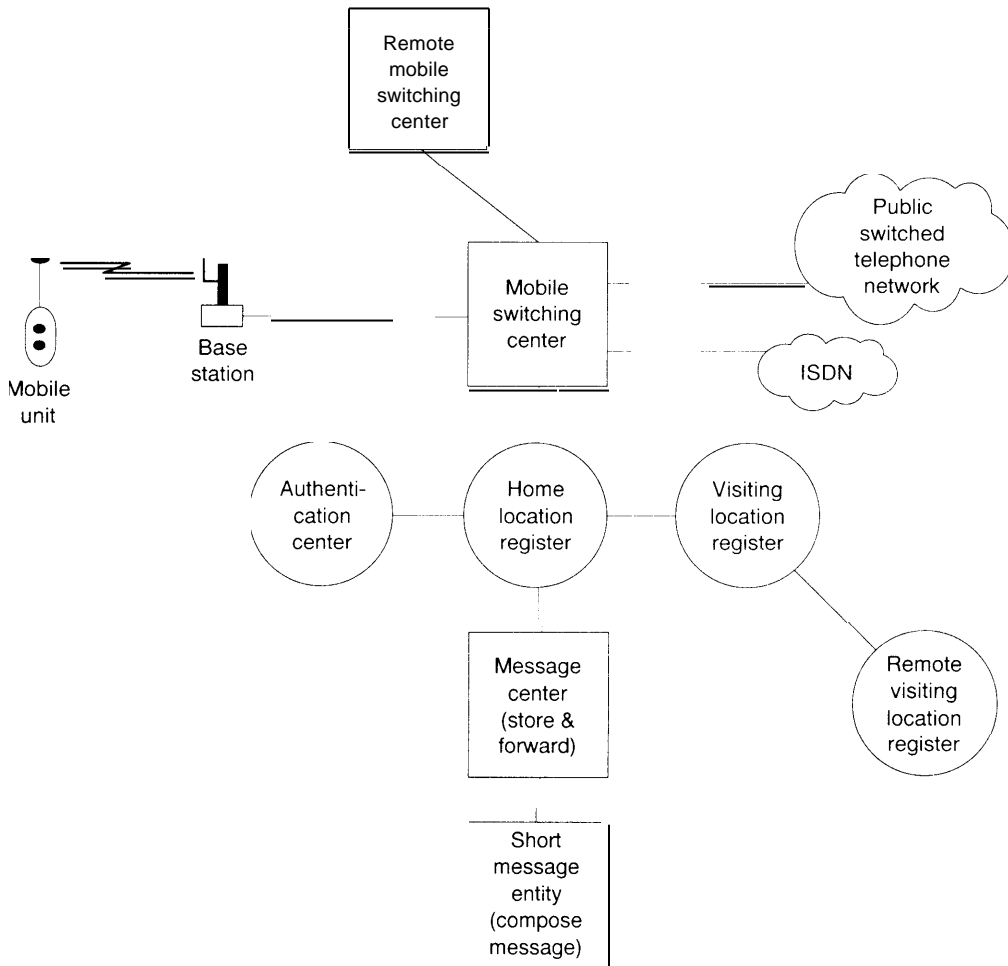 Remote
mobile
switching
center
Public
switched
telephone
network
Mobile
switching
center
Base
station
ISDN
Mobile
unit
Authenti-
cation
center
Home
location
register
Visiting
location
register
Message
center
(store &
forward)
Remote
visiting
location
register
Short
message
entity
(compose
message)